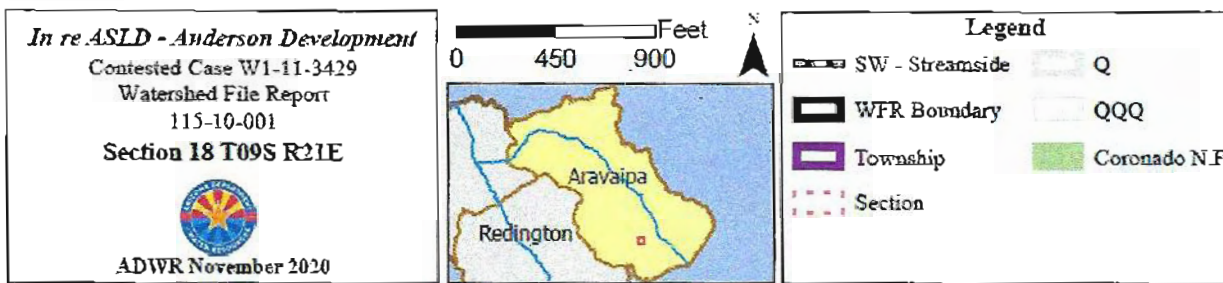 In re ASLD - Anderson Development
Contested Case W1-11-3429
Watershed File Report
115-10-001
Section 18 T09S R21E
ADWR November 2020
Feet
0 450 900
N
Aravaipa
Redington
Legend
SW - Streamside
WFR Boundary
Township
Section
Q
QQQ
Coronado N.F